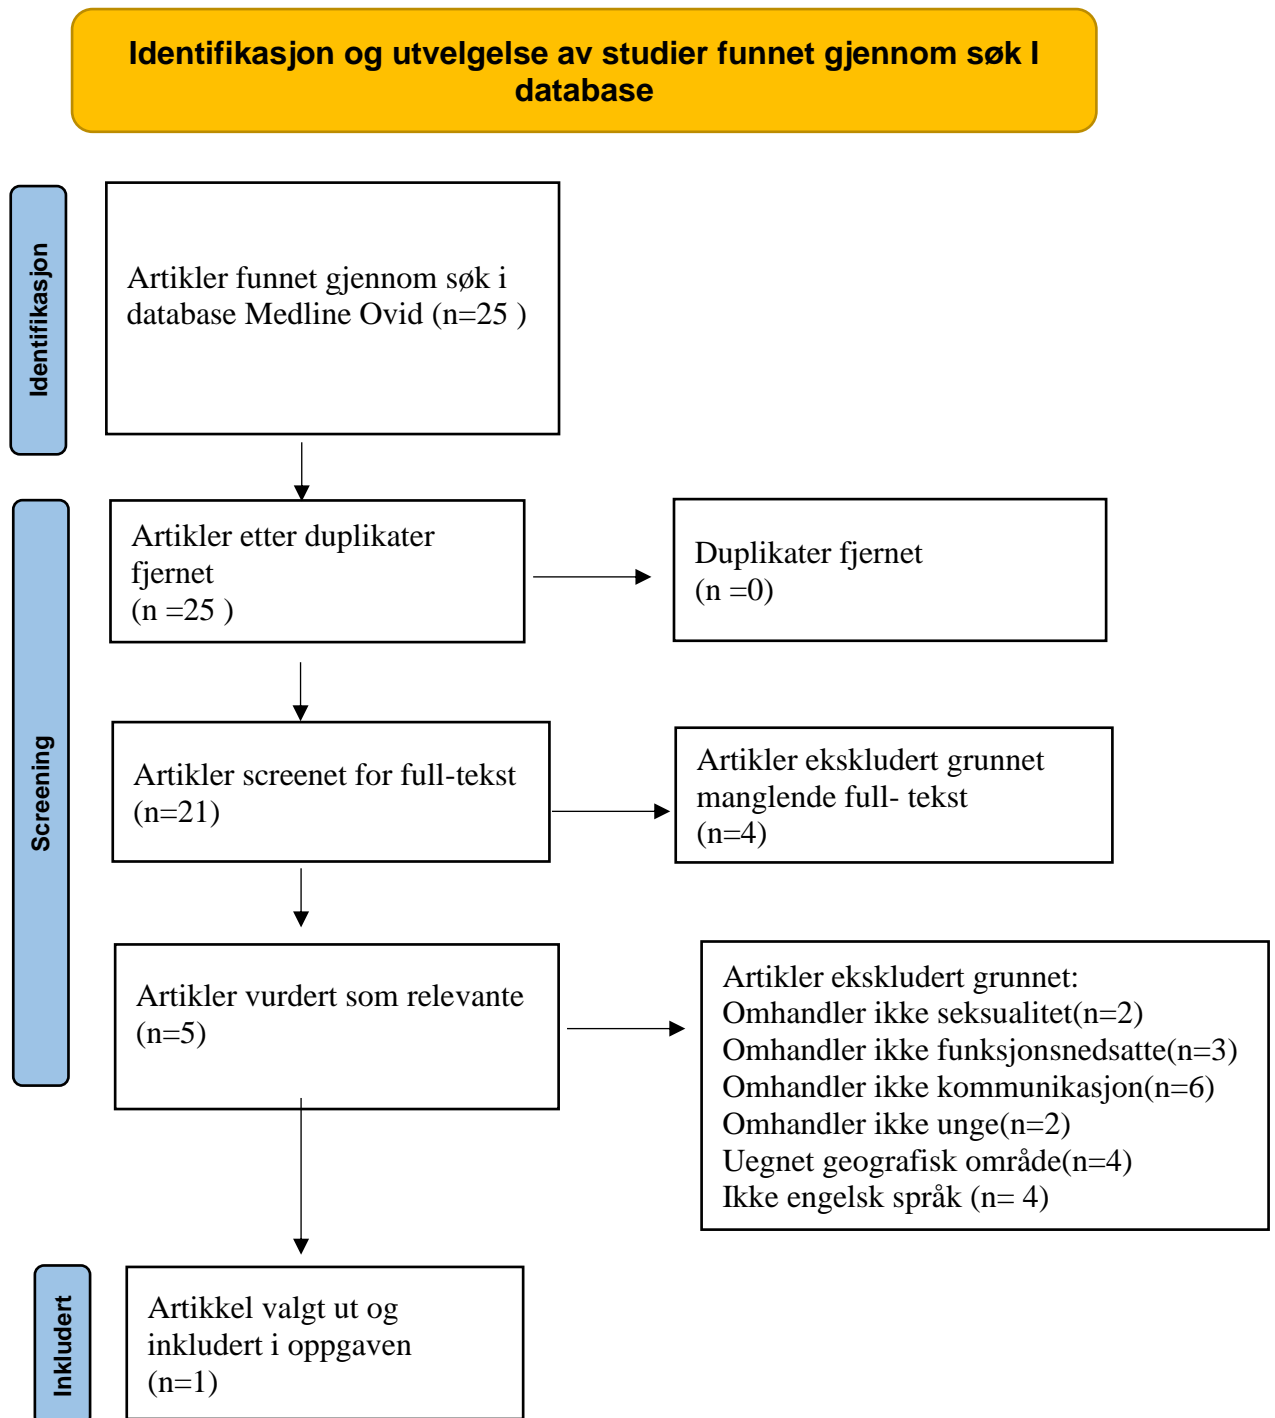 Identifikasjon og utvelgelse av studier funnet gjennom søk I
database
Identifikasjon
Artikler funnet gjennom søk i
database Medline Ovid (n=25 )
Screening
Artikler etter duplikater
fjernet
(n =25 )
Duplikater fjernet
(n =0)
Artikler screenet for full-tekst
(n=21)
Artikler ekskludert grunnet
manglende full- tekst
(n=4)
Artikler vurdert som relevante
(n=5)
Artikler ekskludert grunnet:
Omhandler ikke seksualitet(n=2)
Omhandler ikke funksjonsnedsatte(n=3)
Omhandler ikke kommunikasjon(n=6)
Omhandler ikke unge(n=2)
Uegnet geografisk område(n=4)
Ikke engelsk språk (n= 4)
Inkludert
Artikkel valgt ut og
inkludert i oppgaven
(n=1)